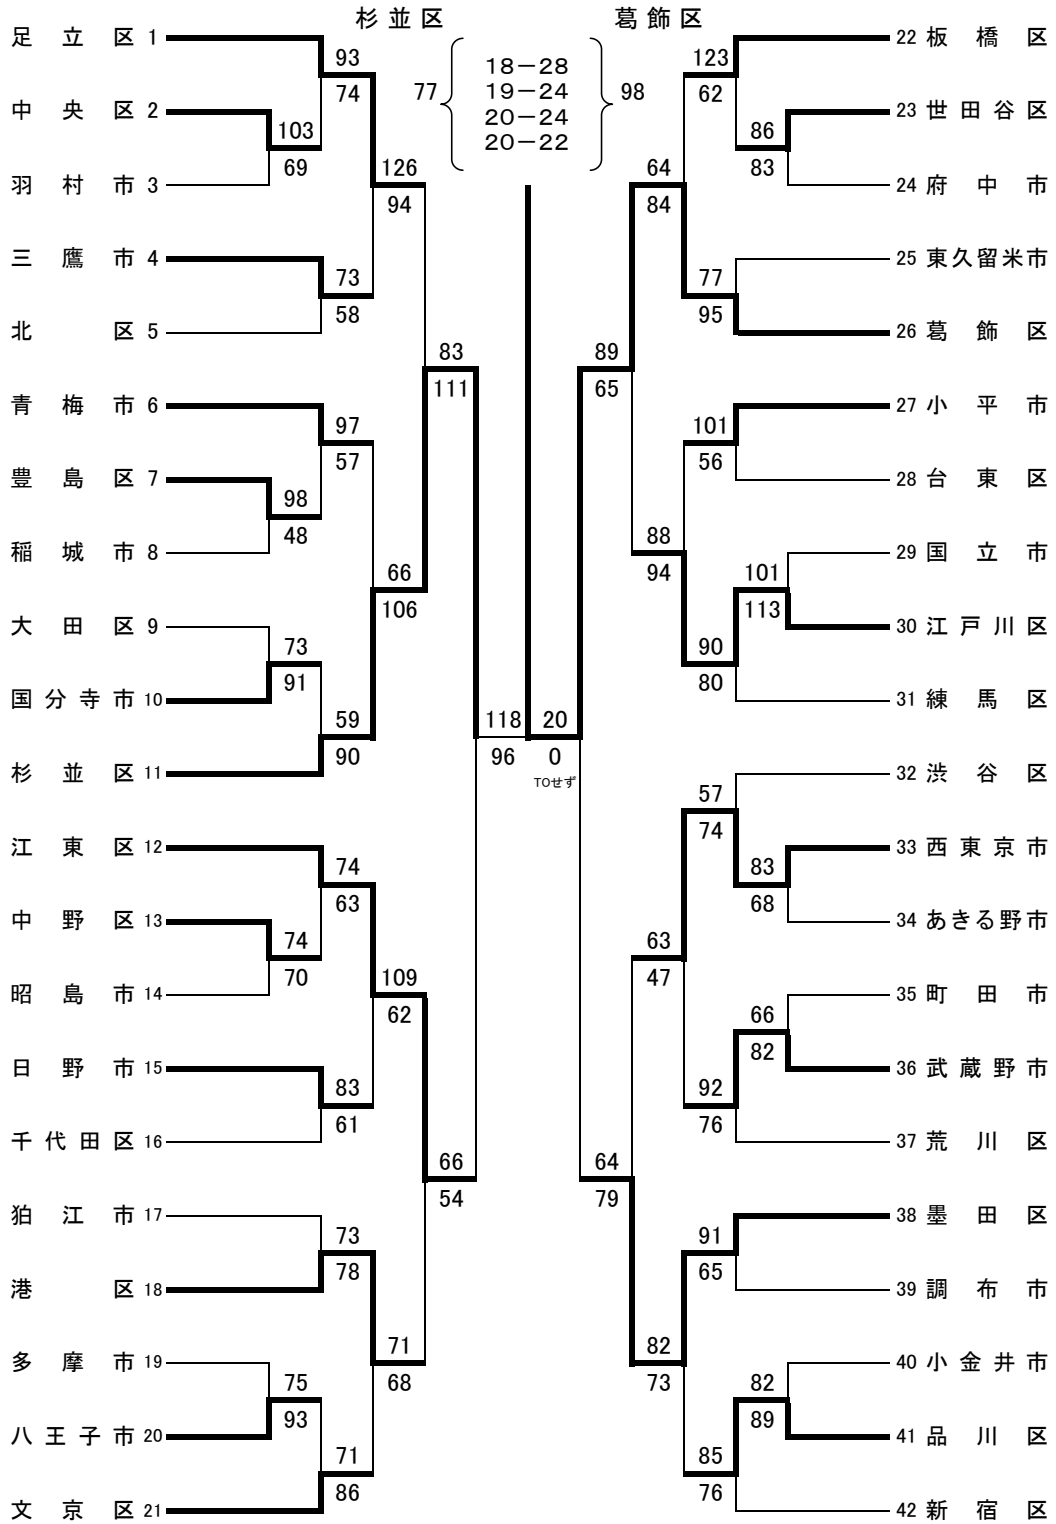 杉並区 葛飾区
77 18－28 98
19－24
20－24
20－22
足立区 1
93
74
中央区 2
103
69
羽村市 3
126
94
三鷹市 4
73
58
北区 5
83
111
青梅市 6
97
57
豊島区 7
98
48
稲城市 8
66
106
大田区 9
73
91
国分寺市 10
59
90
杉並区 11
118 20
96 0
TOせず
江東区 12
74
63
中野区 13
74
70
昭島市 14
109
62
日野市 15
83
61
千代田区 16
66
54
狛江市 17
73
78
港区 18
71
68
多摩市 19
75
93
八王子市 20
71
86
文京区 21
22 板橋区
123
62
23 世田谷区
86
83
24 府中市
64
84
25 東久留米市
77
95
26 葛飾区
89
65
27 小平市
101
56
28 台東区
88
94
29 国立市
101
113
30 江戸川区
90
80
31 練馬区
32 渋谷区
57
74
33 西東京市
83
68
34 あきる野市
63
47
35 町田市
66
82
36 武蔵野市
92
76
37 荒川区
64
79
38 墨田区
91
65
39 調布市
82
73
40 小金井市
82
89
41 品川区
85
76
42 新宿区